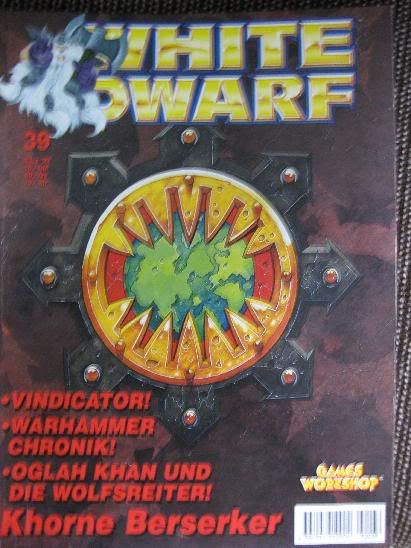 WHITE
DWARF
39
•VINDICATOR!
•WARHAMMER
CHRONIK!
•OGLAH KHAN UND
DIE WOLFSREITER!
Khorne Berserker
GAMES
WORKSHOP